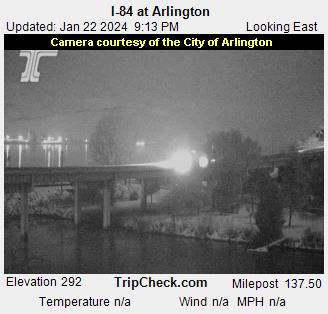 I-84 at Arlington
Updated: Jan 22 2024 9:13 PM Looking East
Camera courtesy of the City of Arlington
Elevation 292 TripCheck.com Milepost 137.50
Temperature n/a Wind n/a MPH n/a